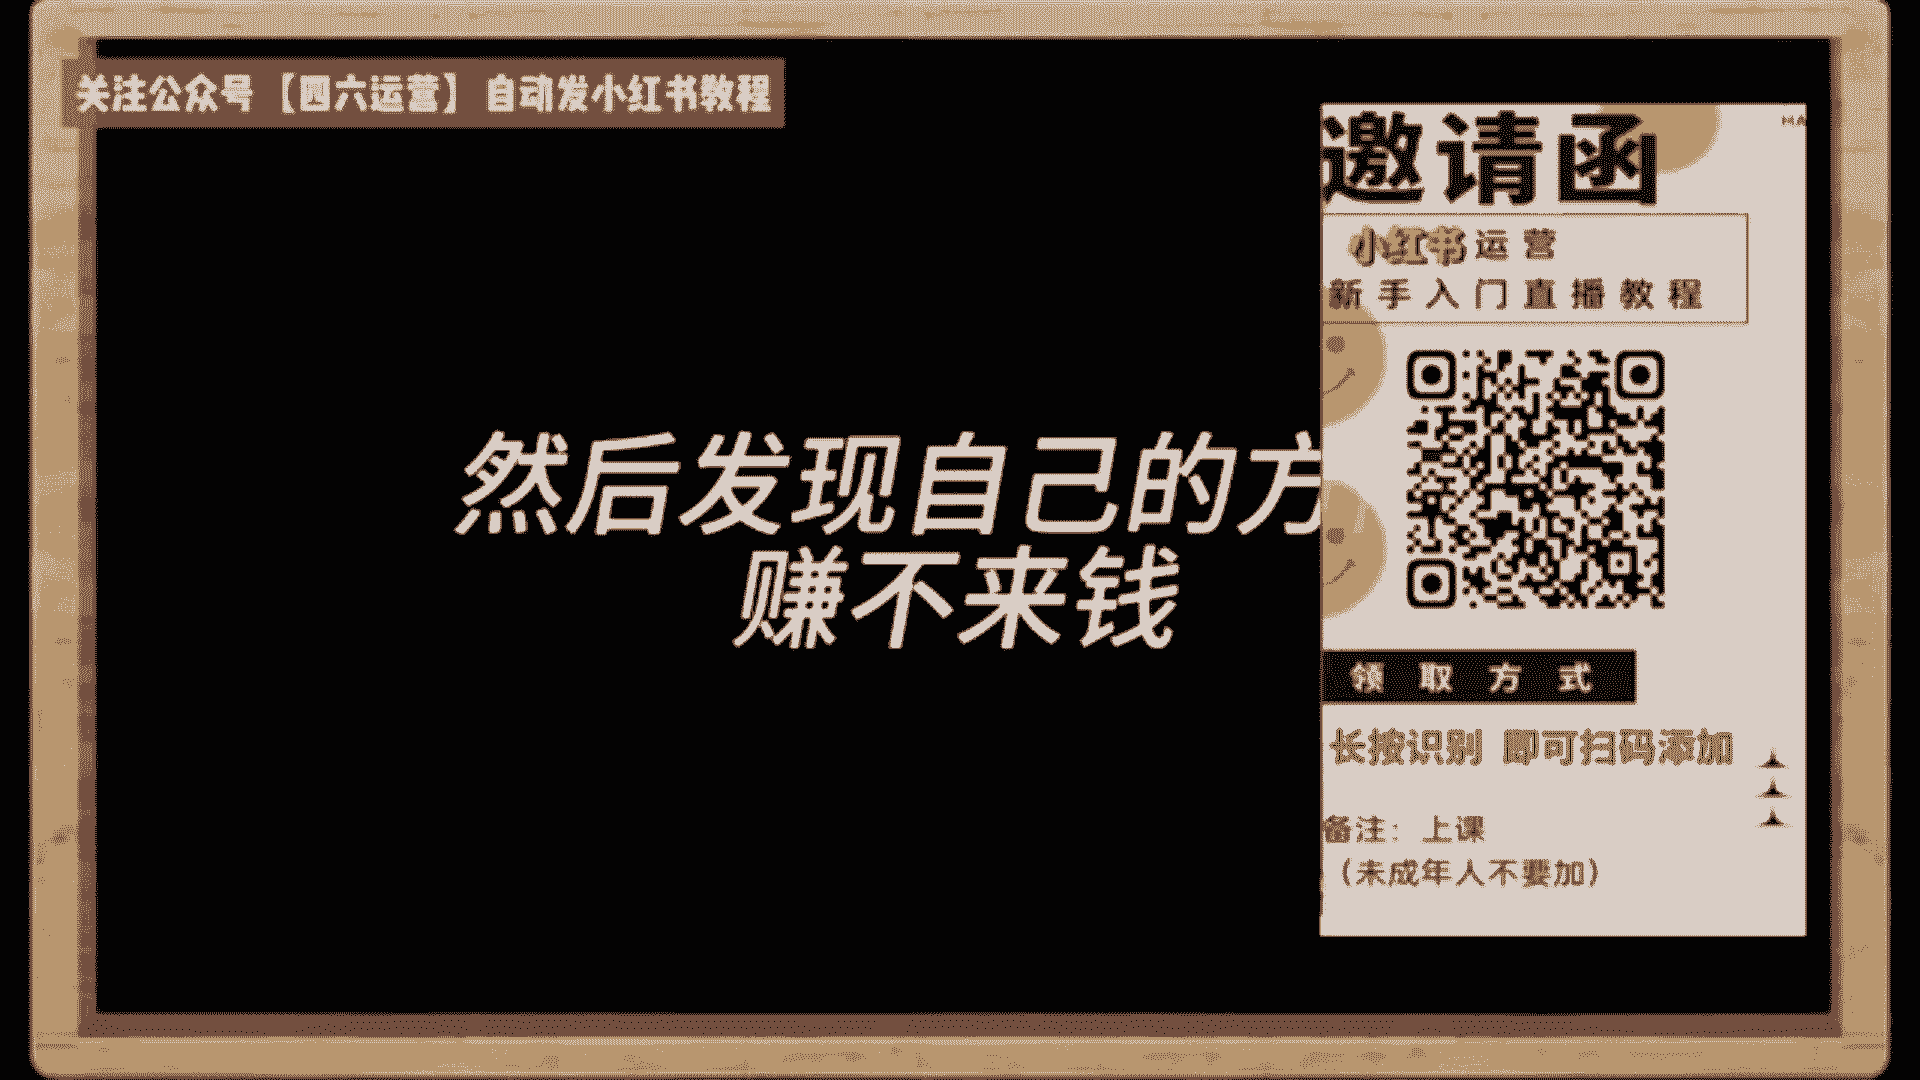 关注公众号【四六运营】自动发小红书教程
邀请函
小红书运营
新手入门直播教程
然后发现自己的方
赚不来钱
领取方式
长按识别 即可扫码添加
备注：上课
（未成年人不要加）